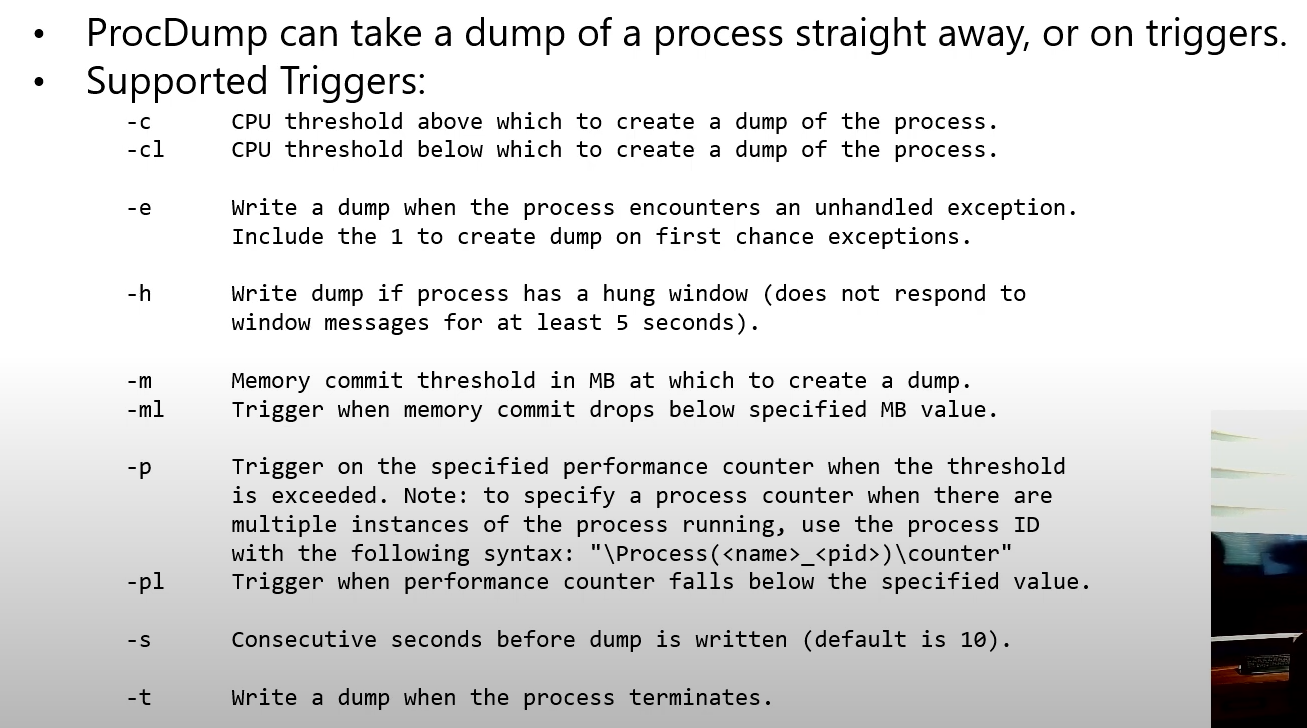 • ProcDump can take a dump of a process straight away, or on triggers.
• Supported Triggers:
-c CPU threshold above which to create a dump of the process.
-cl CPU threshold below which to create a dump of the process.
-e Write a dump when the process encounters an unhandled exception.
Include the 1 to create dump on first chance exceptions.
-h Write dump if process has a hung window (does not respond to
window messages for at least 5 seconds).
-m Memory commit threshold in MB at which to create a dump.
-ml Trigger when memory commit drops below specified MB value.
-p Trigger on the specified performance counter when the threshold
is exceeded. Note: to specify a process counter when there are
multiple instances of the process running, use the process ID
with the following syntax: "\Process(<name>_<pid>)\counter"
-pl Trigger when performance counter falls below the specified value.
-s Consecutive seconds before dump is written (default is 10).
-t Write a dump when the process terminates.